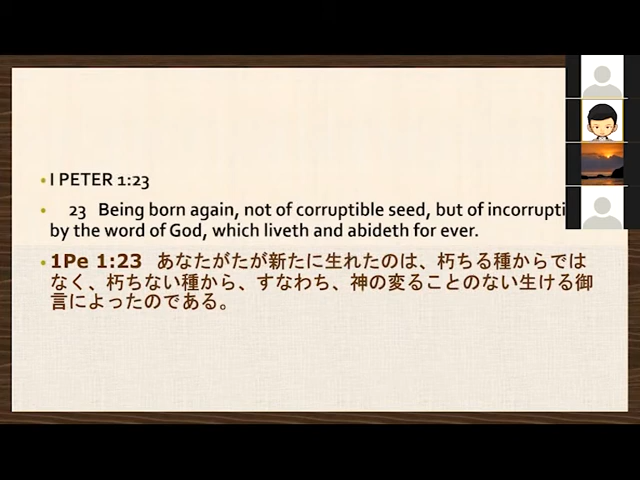 • I PETER 1:23
• 23 Being born again, not of corruptible seed, but of
by the word of God, which liveth and abideth for ever.
• 1Pe 1:23 あなたがたが新たに生れたのは、朽ちる種からでは
なく、朽ちない種から、すなわち、神の変ることのない生ける御
言によったのである。